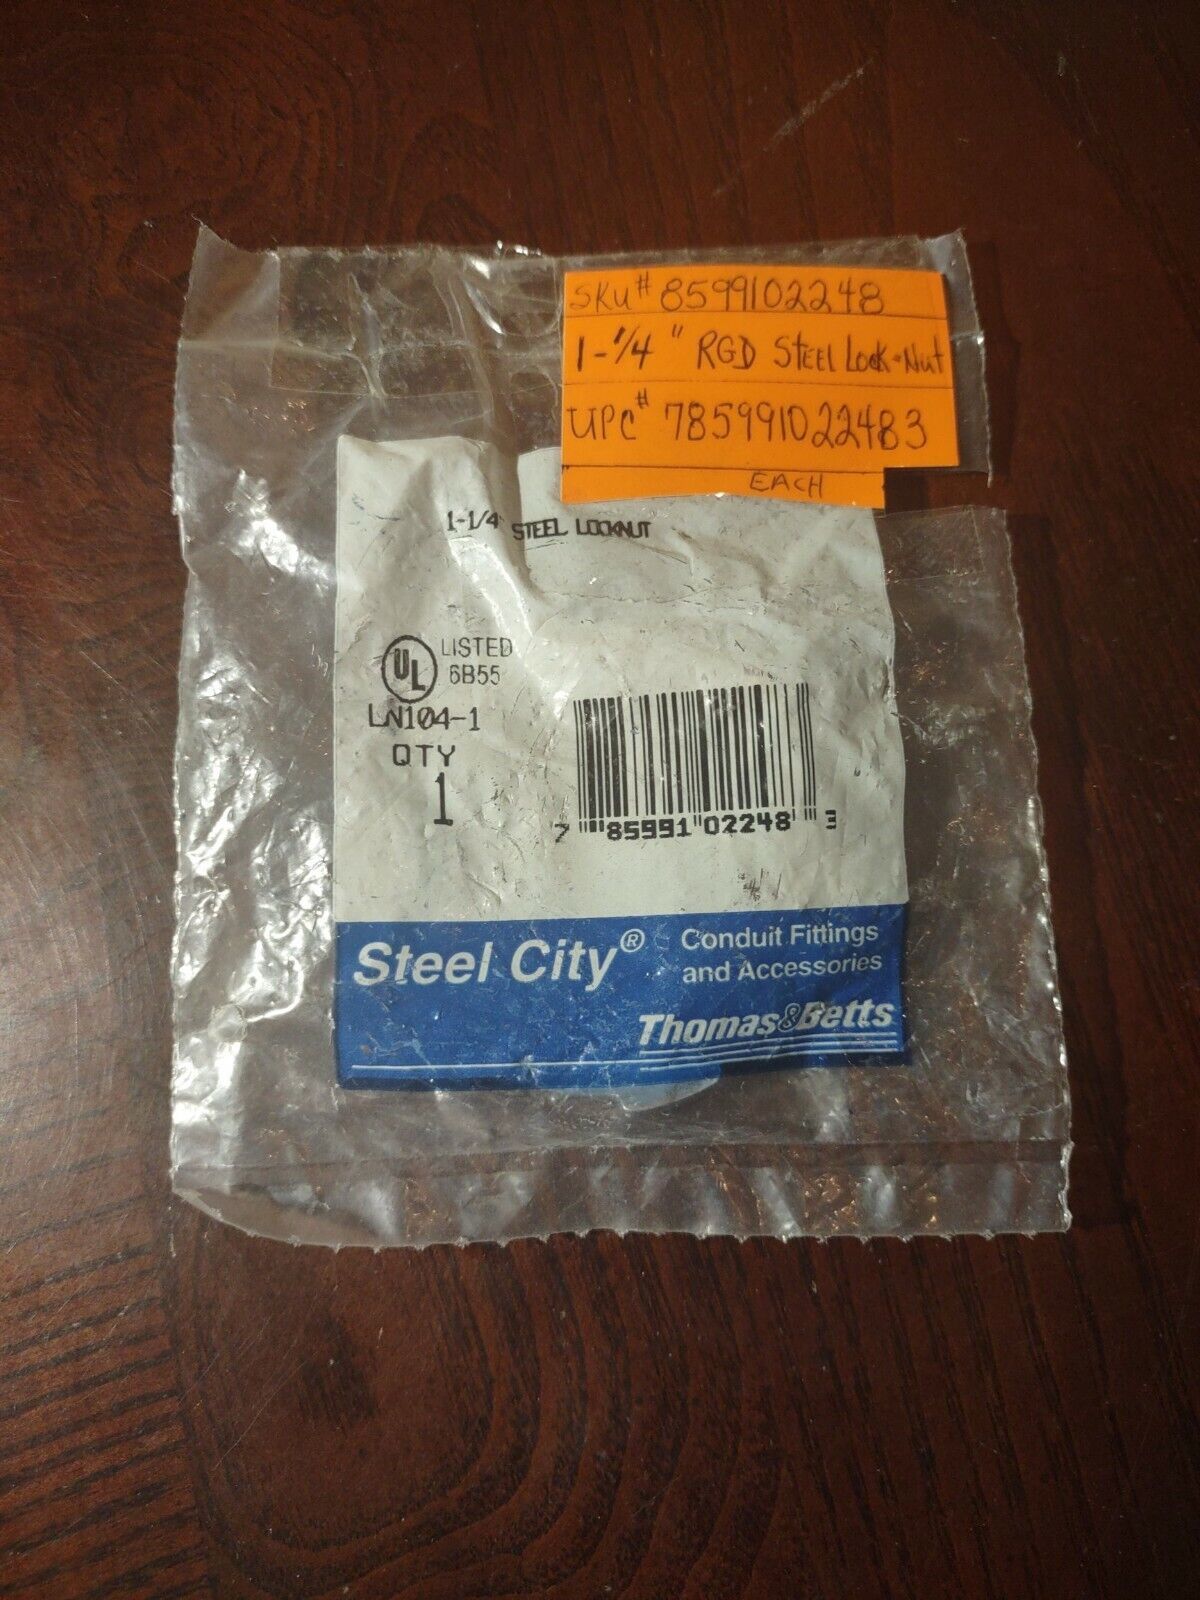 SKU# 8599102248
1-1/4" RGD STEEL LOCK-NUT
UPC# 785991022483
EACH
1-1/4 STEEL LOCKNUT
UL LISTED
6B55
LN104-1
QTY
1
7 85991 02248 3
Steel City® Conduit Fittings
and Accessories
Thomas&Betts